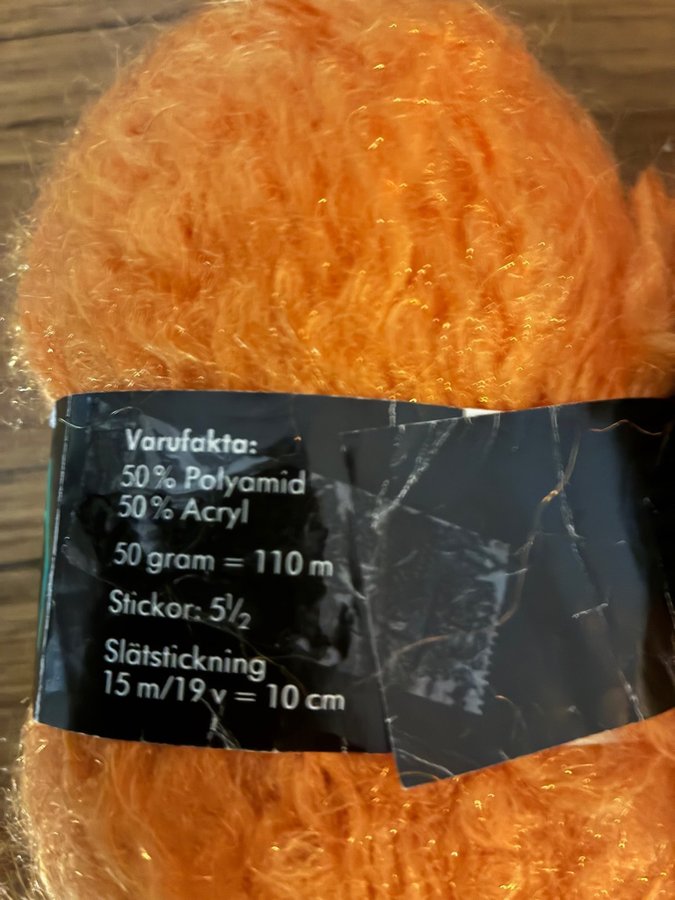 Varufakta:
50% Polyamid
50% Acryl
50 gram = 110 m
Stickor: 5½
Slätstickning
15 m/19 v = 10 cm